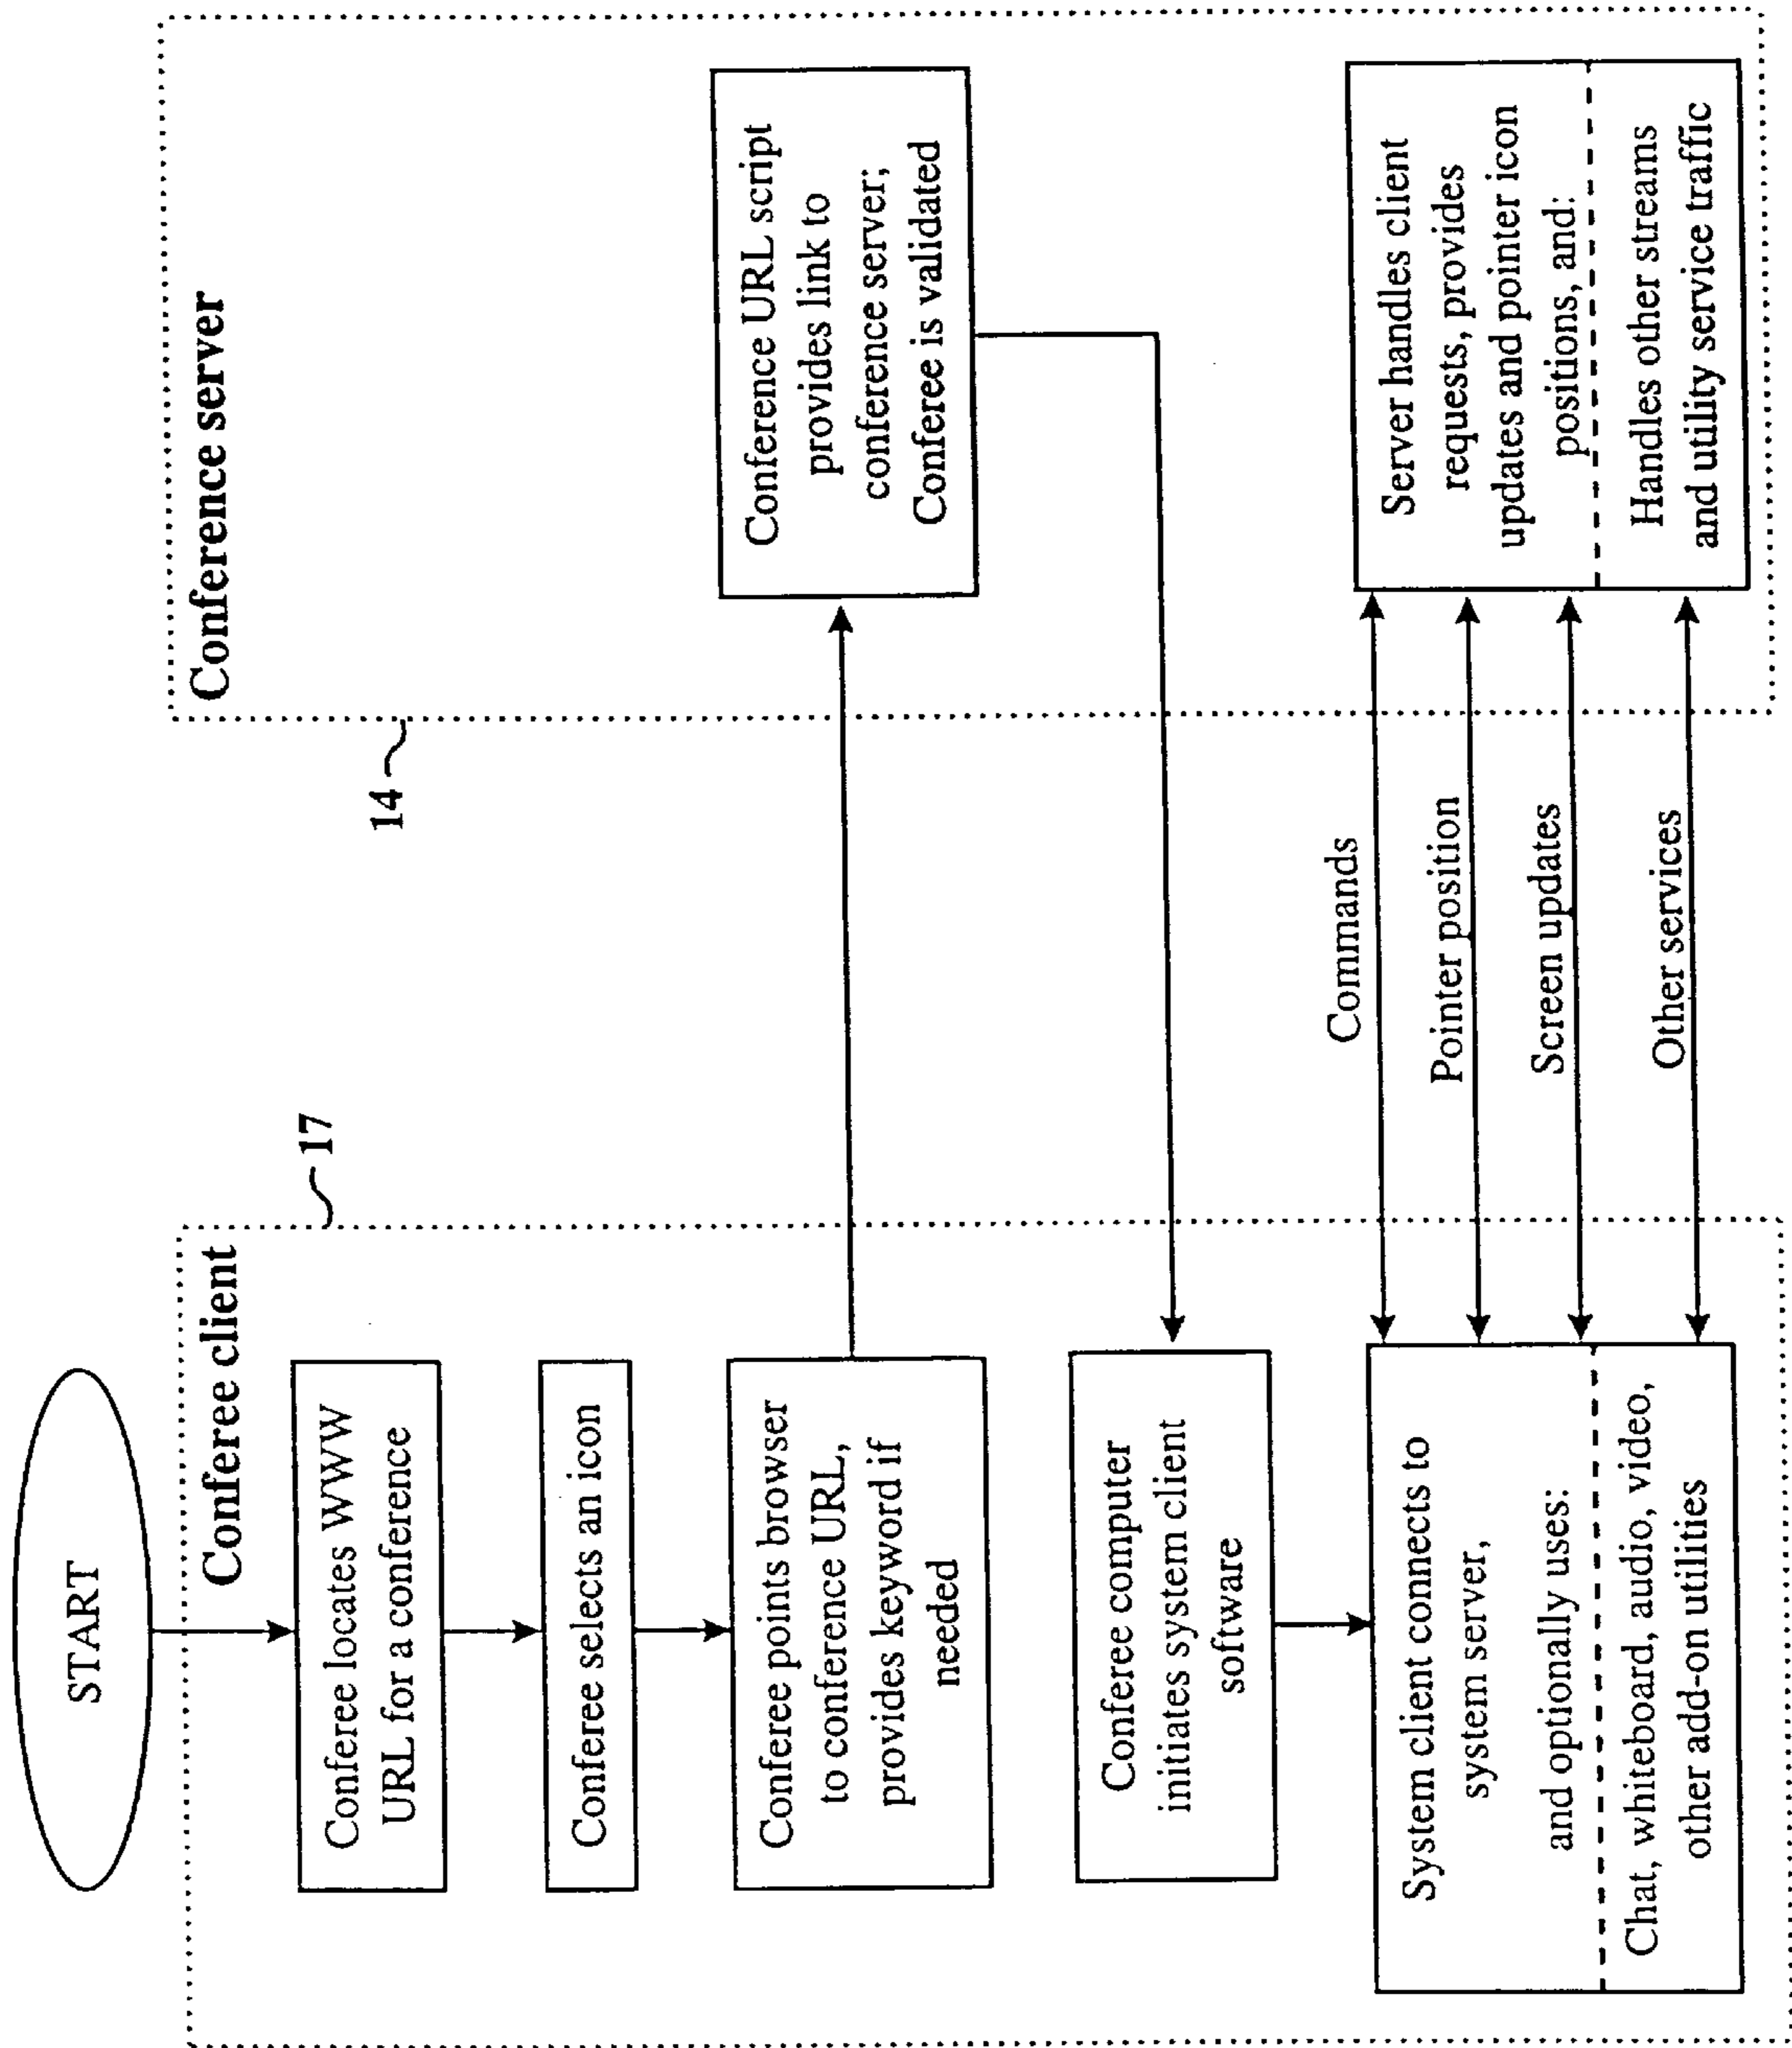 START
Conferee client
17
Conferee locates WWW
URL for a conference
Conferee selects an icon
Conferee points browser
to conference URL,
provides keyword if
needed
Conferee computer
initiates system client
software
System client connects to
system server,
and optionally uses:
Chat, whiteboard, audio, video,
other add-on utilities
14
Conference server
Conference URL script
provides link to
conference server;
Conferee is validated
Commands
Pointer position
Screen updates
Other services
Server handles client
requests, provides
updates and pointer icon
positions, and:
Handles other streams
and utility service traffic